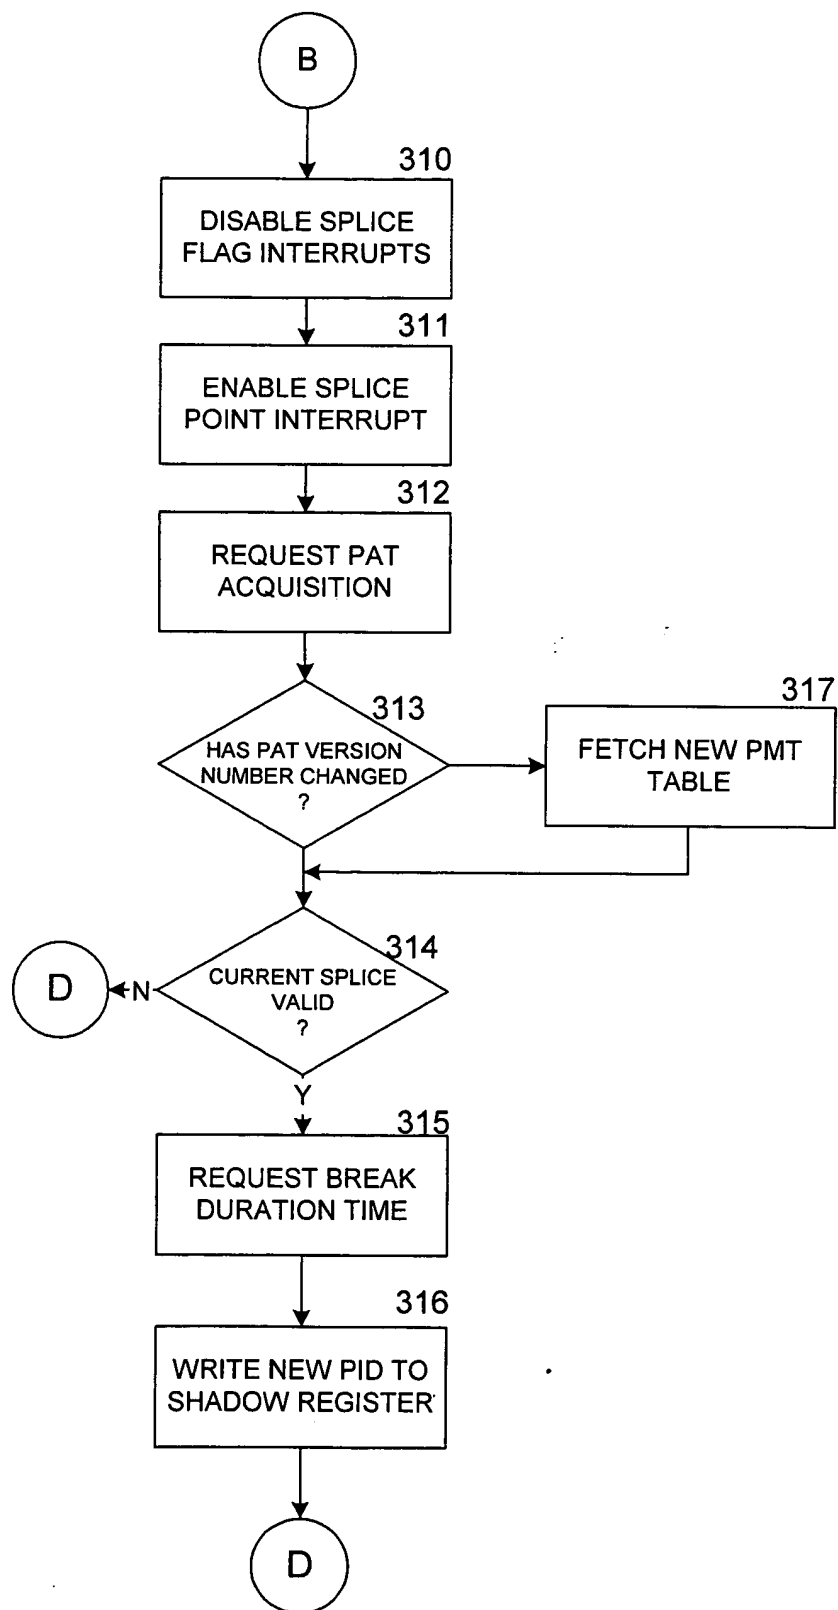 B
310
DISABLE SPLICE
FLAG INTERRUPTS
311
ENABLE SPLICE
POINT INTERRUPT
312
REQUEST PAT
ACQUISITION
313
HAS PAT VERSION
NUMBER CHANGED
?
317
FETCH NEW PMT
TABLE
314
CURRENT SPLICE
VALID
?
N
D
Y
315
REQUEST BREAK
DURATION TIME
316
WRITE NEW PID TO
SHADOW REGISTER
D